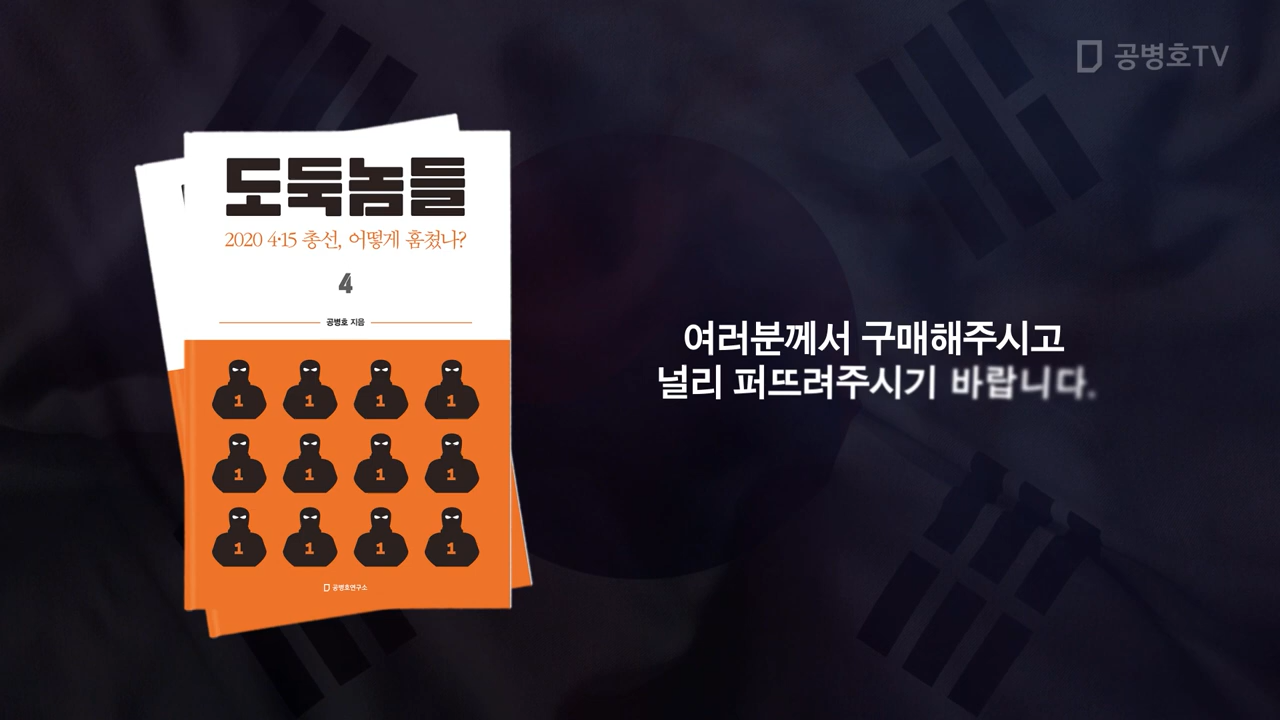 공병호TV
도둑놈들
2020 4·15 총선, 어떻게 훔쳤나?
4
공병호 지음
1 1 1 1
1 1 1 1
1 1 1 1
공병호연구소
여러분께서 구매해주시고
널리 퍼뜨려주시기 바랍니다.